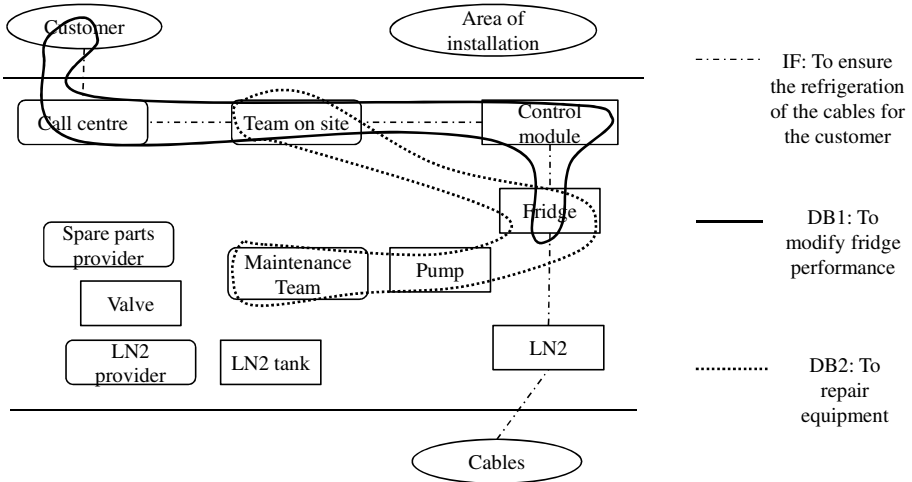 Customer
Area of
installation
IF: To ensure
the refrigeration
of the cables for
the customer
Call centre
Team on site
Control
module
Fridge
DB1: To
modify fridge
performance
Spare parts
provider
Maintenance
Team
Pump
Valve
LN2
provider
LN2 tank
LN2
DB2: To
repair
equipment
Cables